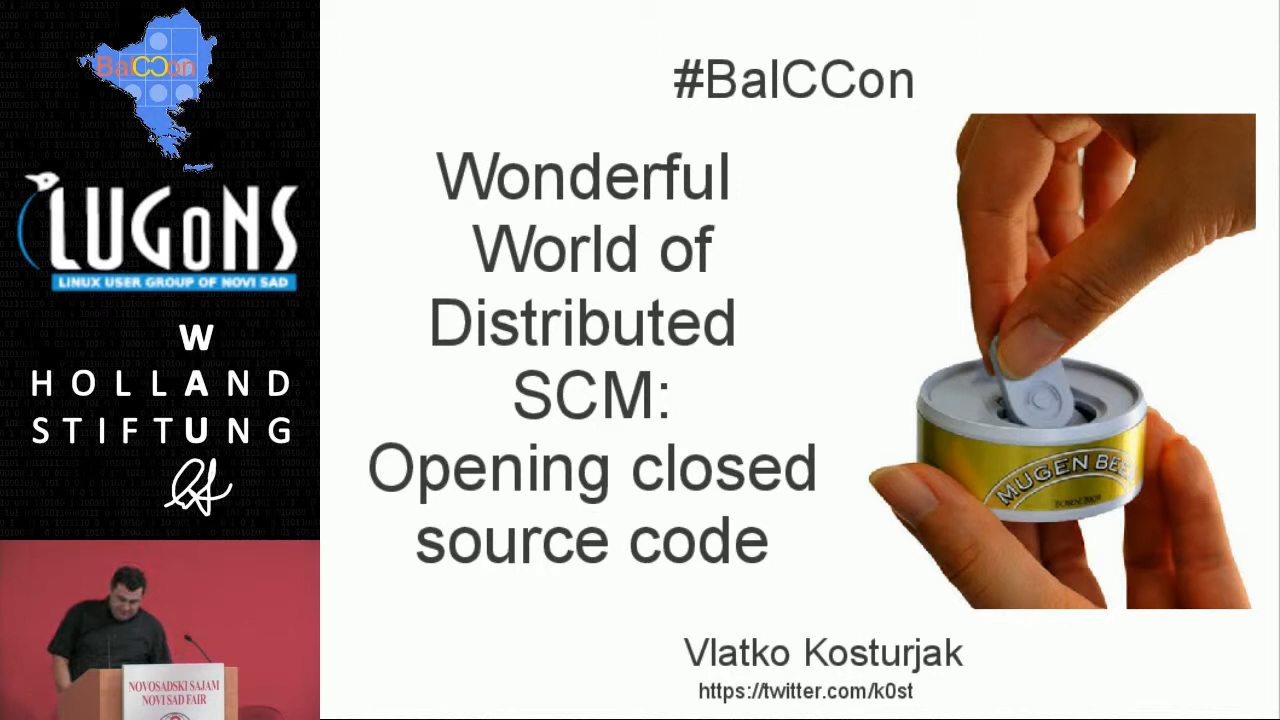 BalCCon
LUGoNS
LINUX USER GROUP OF NOVI SAD
W
HOLLAND
STIFTUNG
NOVOSADSKI SAJAM
NOVI SAD FAIR
#BalCCon
Wonderful
World of
Distributed
SCM:
Opening closed
source code
MUGEN BEE
Vlatko Kosturjak
https://twitter.com/k0st